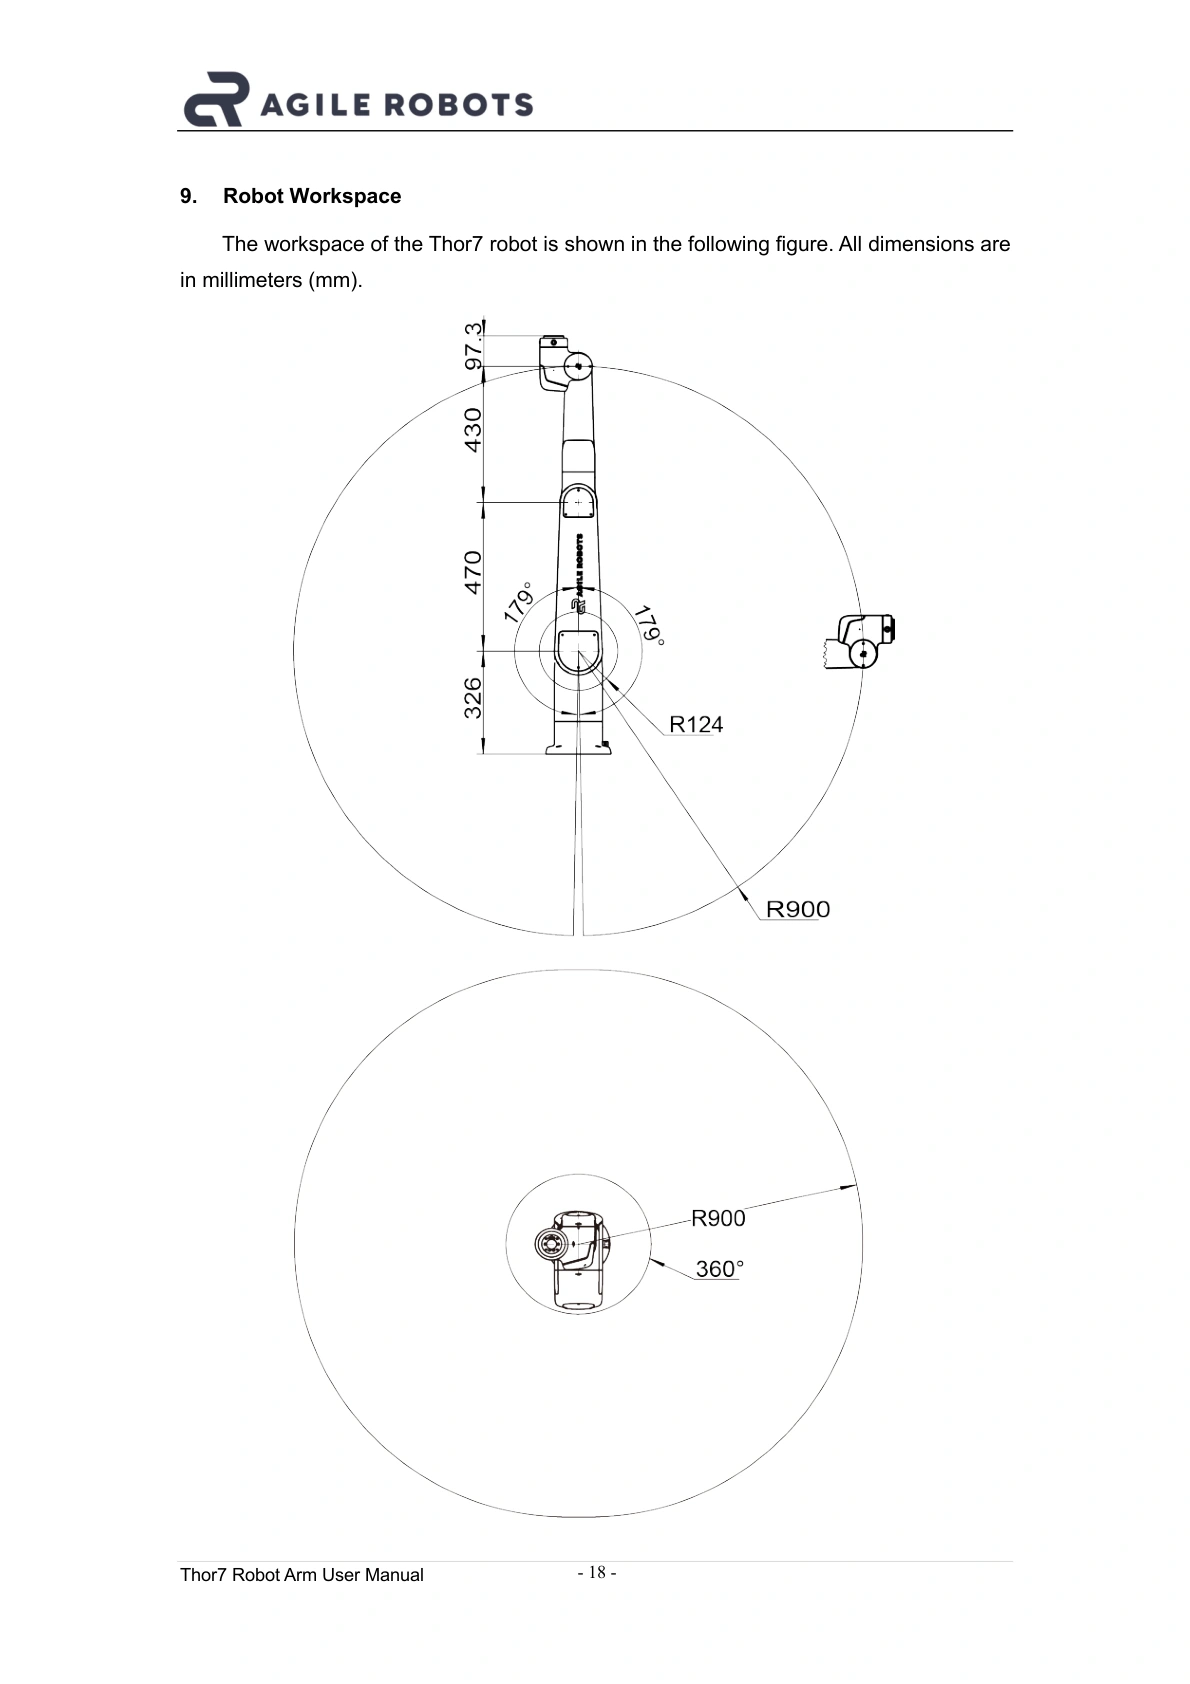 AGILE ROBOTS
9. Robot Workspace
The workspace of the Thor7 robot is shown in the following figure. All dimensions are
in millimeters (mm).
97.3
430
470
AGILE ROBOTS
179°
179°
326
R124
R900
R900
360°
Thor7 Robot Arm User Manual
- 18 -